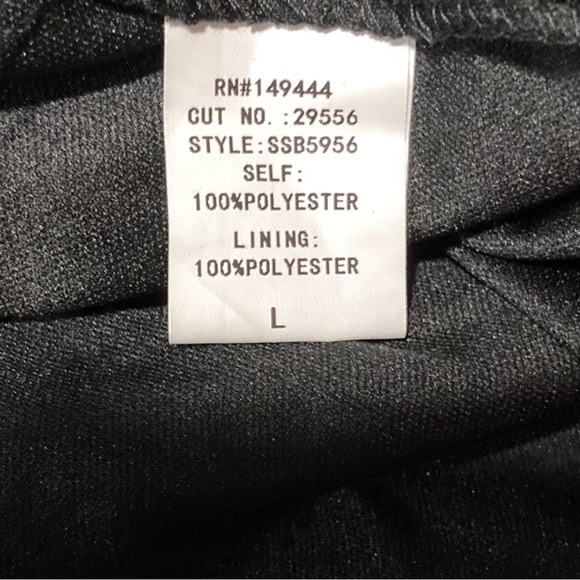 RN#149444
CUT NO.:29556
STYLE:SSB5956
SELF:
100%POLYESTER
LINING:
100%POLYESTER
L